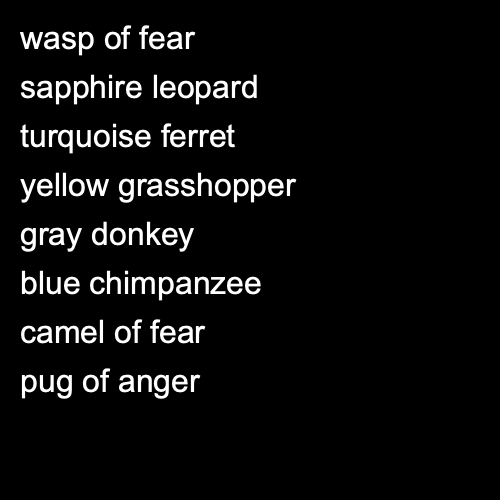 wasp of fear
sapphire leopard
turquoise ferret
yellow grasshopper
gray donkey
blue chimpanzee
camel of fear
pug of anger